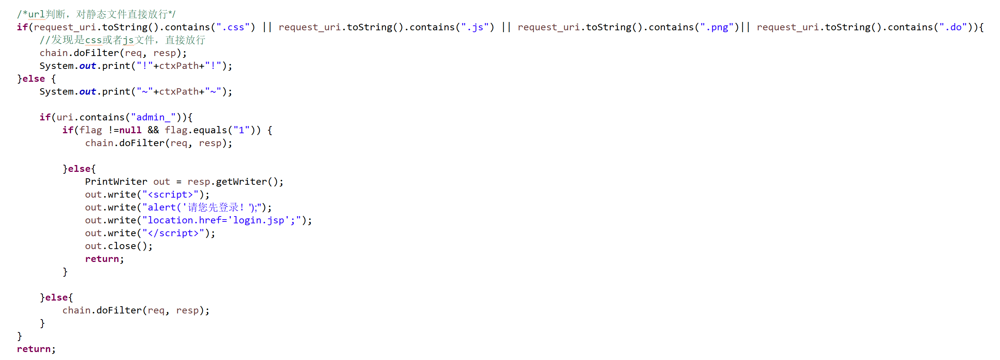 /*url判断，对静态文件直接放行*/
if(request_uri.toString().contains(".css") || request_uri.toString().contains(".js") || request_uri.toString().contains(".png")|| request_uri.toString().contains(".do")){
    //发现是css或者js文件，直接放行
    chain.doFilter(req, resp);
    System.out.print("!"+ctxPath+"!");
}else {
    System.out.print("~"+ctxPath+"~");
    if(uri.contains("admin_")){
        if(flag !=null && flag.equals("1")) {
            chain.doFilter(req, resp);
        }else{
            PrintWriter out = resp.getWriter();
            out.write("<script>");
            out.write("alert('请您先登录！');");
            out.write("location.href='login.jsp';");
            out.write("</script>");
            out.close();
            return;
        }
    }else{
        chain.doFilter(req, resp);
    }
}
return;